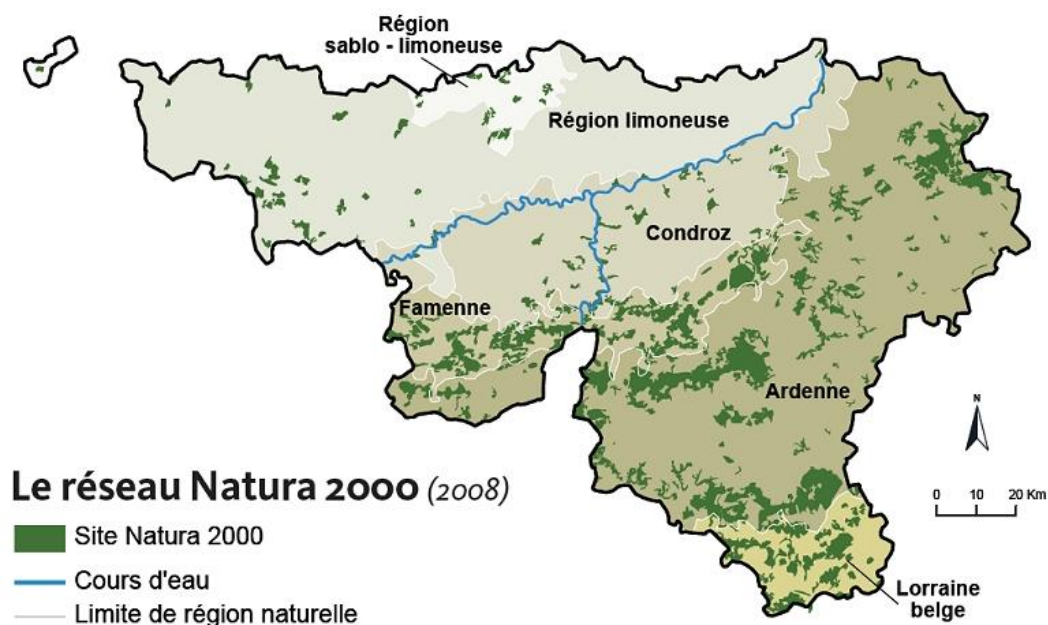 Région
sablo - limoneuse
Région limoneuse
Condroz
Famenne
Ardenne
N
0 10 20 Km
Lorraine
belge
Le réseau Natura 2000 (2008)
Site Natura 2000
Cours d'eau
Limite de région naturelle